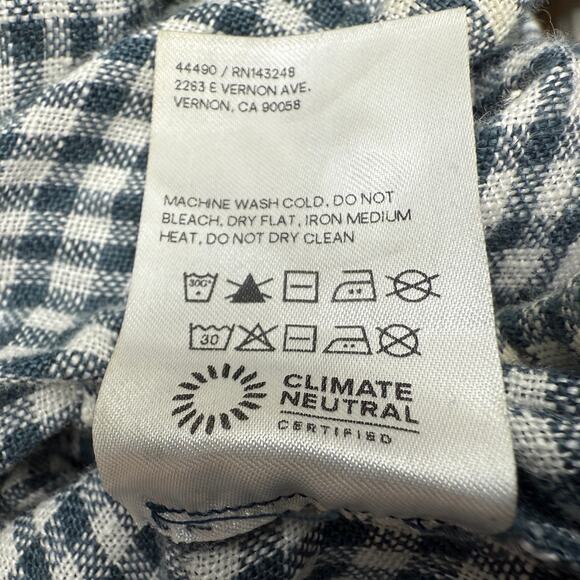 44490 / RN143248
2263 E VERNON AVE.
VERNON, CA 90058
MACHINE WASH COLD, DO NOT
BLEACH, DRY FLAT, IRON MEDIUM
HEAT, DO NOT DRY CLEAN
30C°
30
CLIMATE
NEUTRAL
CERTIFIED